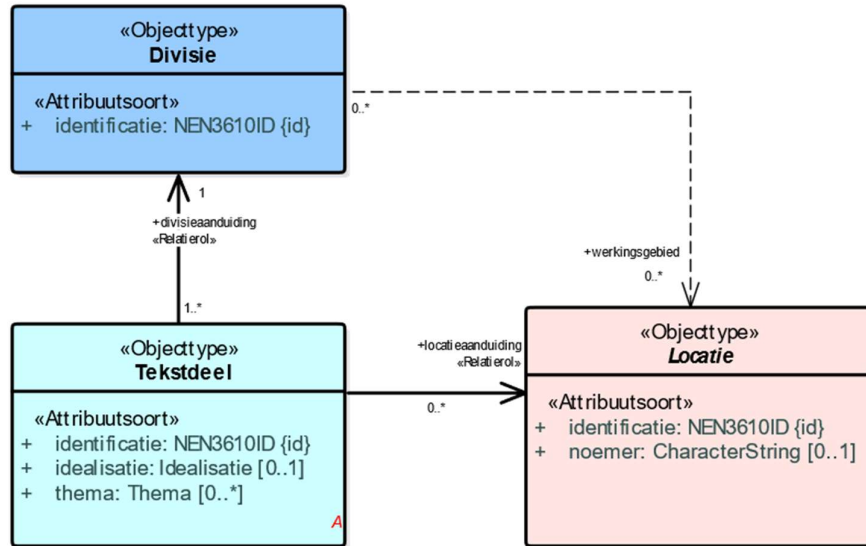 «Objecttype»
Divisie
«Attribuutsoort»
+ identificatie: NEN3610ID {id}
0..*
1
+divisieaanduiding
«Relatierol»
1..*
+werkingsgebied
0..*
«Objecttype»
Tekstdeel
«Attribuutsoort»
+ identificatie: NEN3610ID {id}
+ idealisatie: Idealisatie [0..1]
+ thema: Thema [0..*]
A
+locatieaanduiding
«Relatierol»
0..*
«Objecttype»
Locatie
«Attribuutsoort»
+ identificatie: NEN3610ID {id}
+ noemer: CharacterString [0..1]